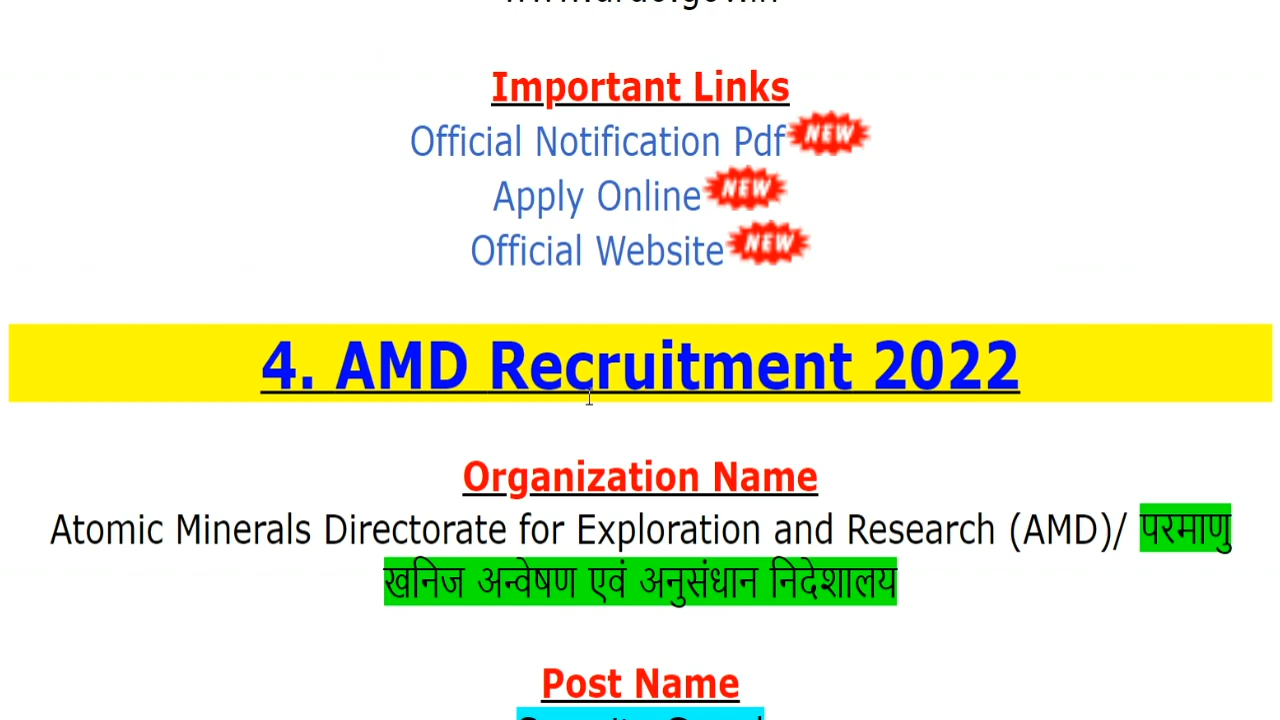 Important Links
Official Notification Pdf NEW
Apply Online NEW
Official Website NEW
4. AMD Recruitment 2022
Organization Name
Atomic Minerals Directorate for Exploration and Research (AMD)/ परमाणु
खनिज अन्वेषण एवं अनुसंधान निदेशालय
Post Name